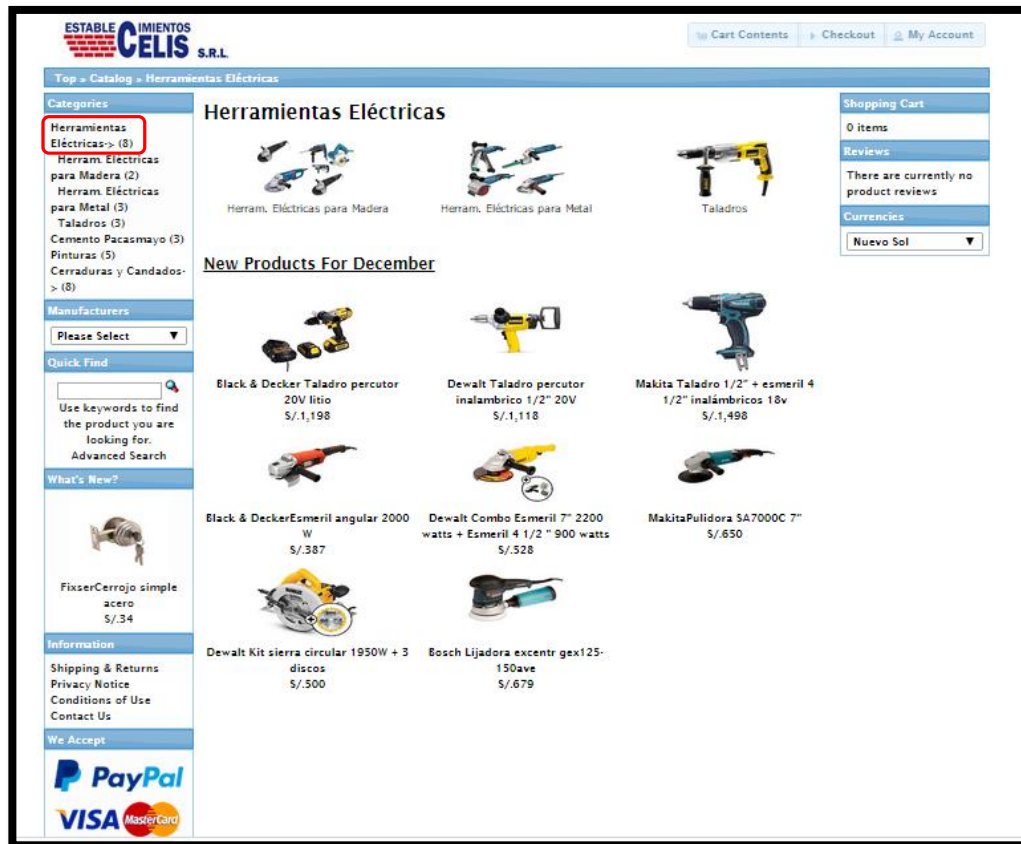 ESTABLECIMIENTOS
CELIS S.R.L
Cart Contents Checkout My Account
Top » Catalog » Herramientas Eléctricas
Categories
Herramientas
Eléctricas-> (8)
Herram. Eléctricas
para Madera (2)
Herram. Eléctricas
para Metal (3)
Taladros (3)
Cemento Pacasmayo (3)
Pinturas (5)
Cerraduras y Candados-
> (8)
Manufacturers
Please Select
Quick Find
Use keywords to find
the product you are
looking for.
Advanced Search
What's New?
FixserCerrojo simple
acero
S/.34
Information
Shipping & Returns
Privacy Notice
Conditions of Use
Contact Us
We Accept
PayPal
VISA MasterCard
Herramientas Eléctricas
Herram. Eléctricas para Madera
Herram. Eléctricas para Metal
Taladros
New Products For December
Black & Decker Taladro percutor
20V litio
S/.1,198
Dewalt Taladro percutor
inalambrico 1/2" 20V
S/.1,118
Makita Taladro 1/2" + esmeril 4
1/2" inalámbricos 18v
S/.1,498
Black & DeckerEsmeril angular 2000
W
S/.387
Dewalt Combo Esmeril 7" 2200
watts + Esmeril 4 1/2 " 900 watts
S/.528
MakitaPulidora SA7000C 7"
S/.650
Dewalt Kit sierra circular 1950W + 3
discos
S/.500
Bosch Lijadora excentr gex125-
150ave
S/.679
Shopping Cart
0 items
Reviews
There are currently no
product reviews
Currencies
Nuevo Sol